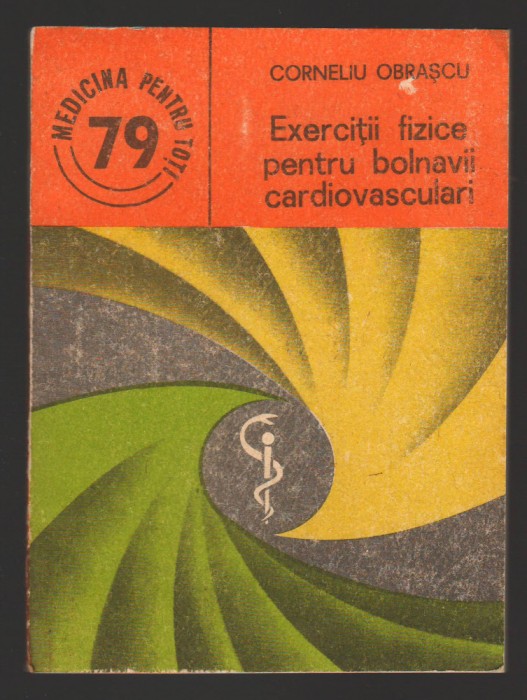 MEDICINA PENTRU TOȚI
79
CORNELIU OBRAȘCU
Exerciții fizice
pentru bolnavii
cardiovasculari